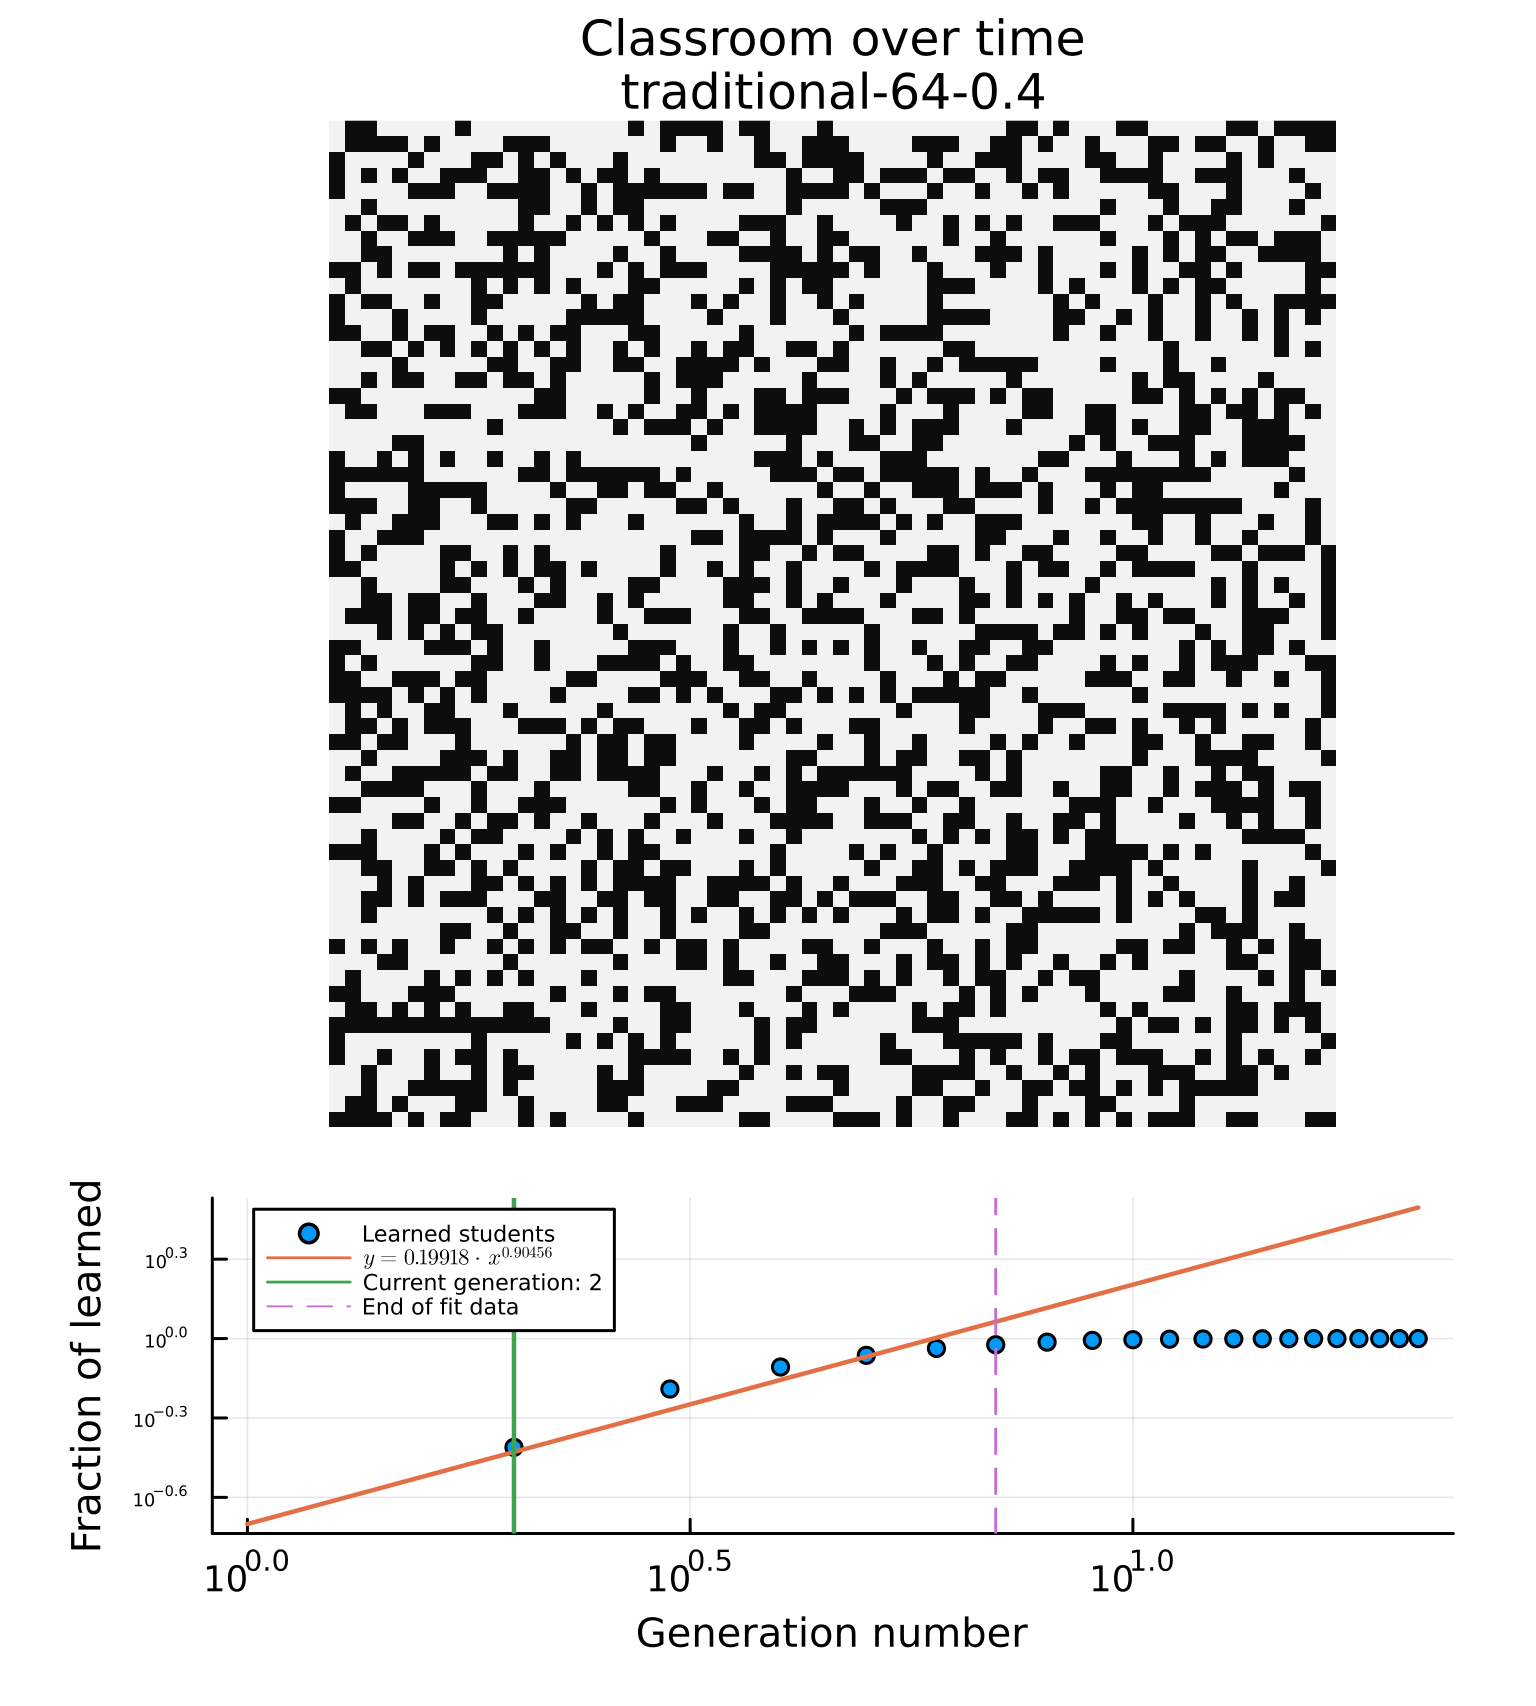 Classroom over time
traditional-64-0.4
Fraction of learned
10^0.3
10^0.0
10^−0.3
10^−0.6
Learned students
y = 0.19918 · x^0.90456
Current generation: 2
End of fit data
10^0.0 10^0.5 10^1.0
Generation number